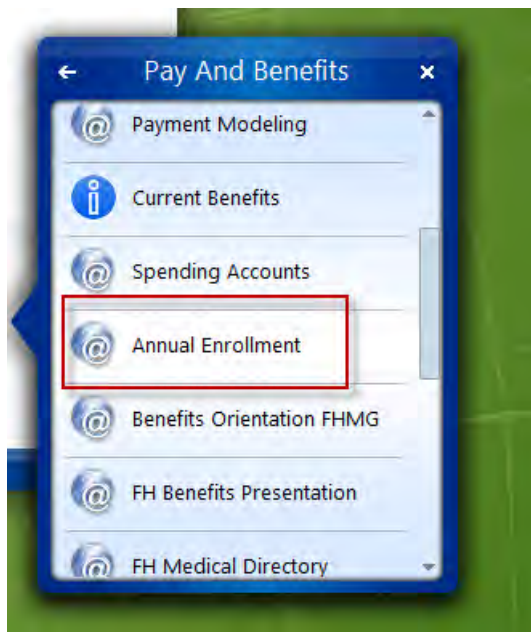 Pay And Benefits
Payment Modeling
Current Benefits
Spending Accounts
Annual Enrollment
Benefits Orientation FHMG
FH Benefits Presentation
FH Medical Directory